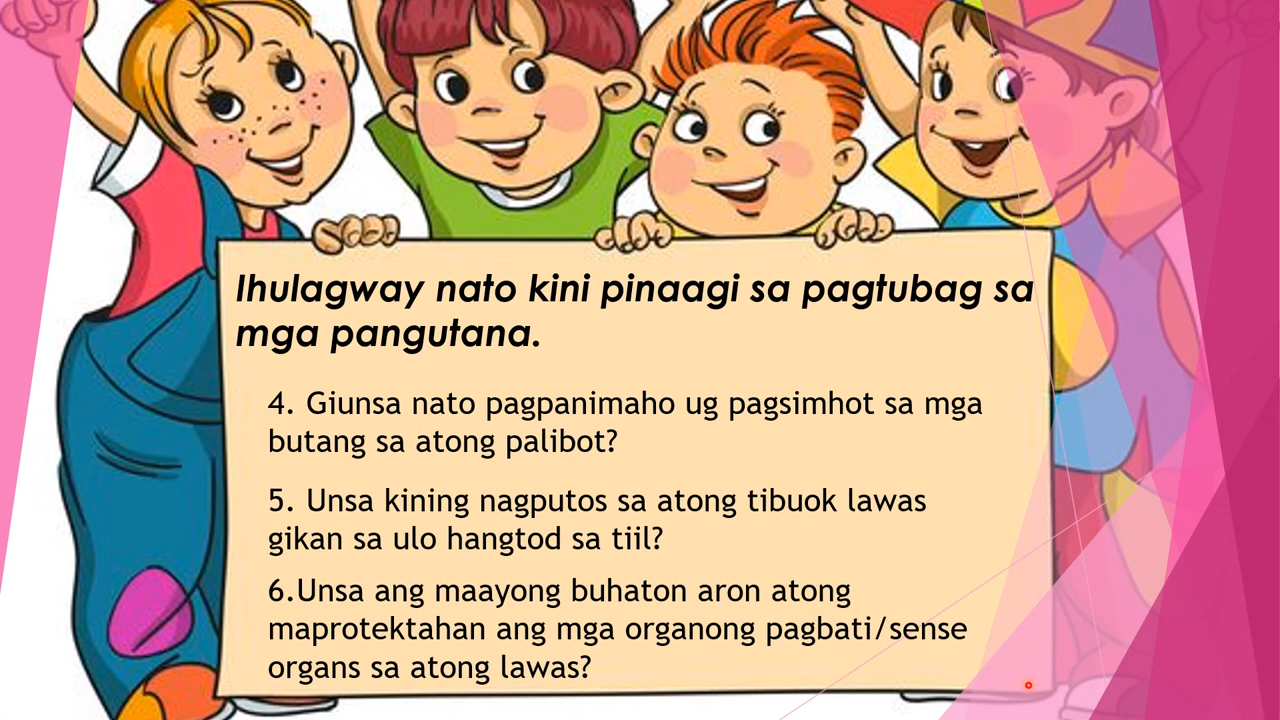 Ihulagway nato kini pinaagi sa pagtubag sa
mga pangutana.
4. Giunsa nato pagpanimaho ug pagsimhot sa mga
butang sa atong palibot?
5. Unsa kining nagputos sa atong tibuok lawas
gikan sa ulo hangtod sa tiil?
6.Unsa ang maayong buhaton aron atong
maprotektahan ang mga organong pagbati/sense
organs sa atong lawas?